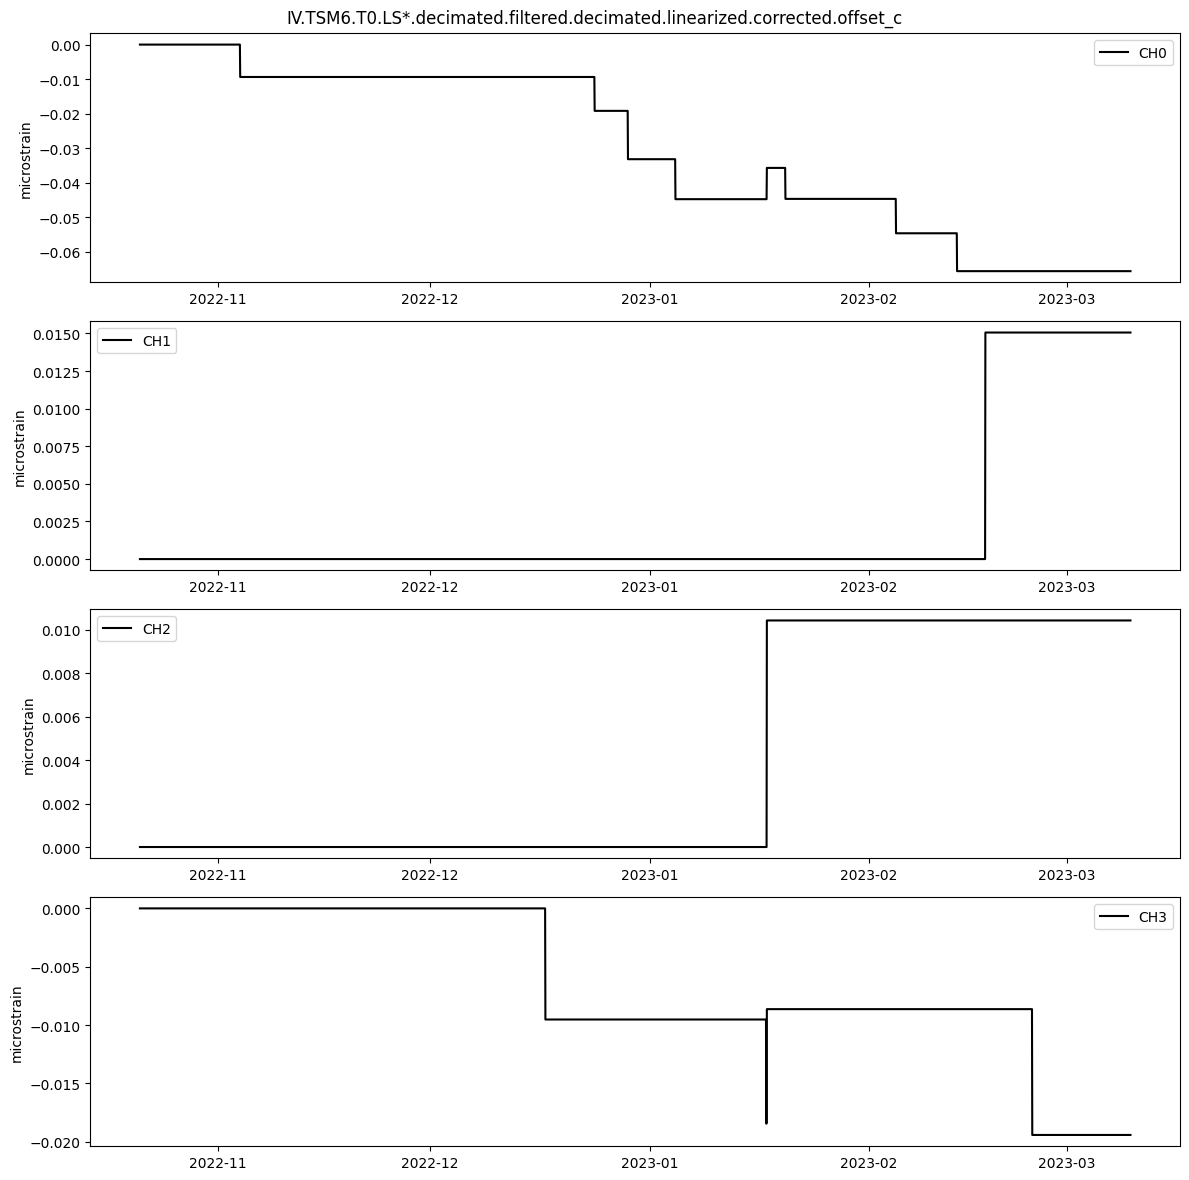 IV.TSM6.T0.LS*.decimated.filtered.decimated.linearized.corrected.offset_c
CH0
0.00
−0.01
−0.02
−0.03
−0.04
−0.05
−0.06
microstrain
2022-11 2022-12 2023-01 2023-02 2023-03
CH1
0.0150
0.0125
0.0100
0.0075
0.0050
0.0025
0.0000
microstrain
2022-11 2022-12 2023-01 2023-02 2023-03
CH2
0.010
0.008
0.006
0.004
0.002
0.000
microstrain
2022-11 2022-12 2023-01 2023-02 2023-03
CH3
0.000
−0.005
−0.010
−0.015
−0.020
microstrain
2022-11 2022-12 2023-01 2023-02 2023-03